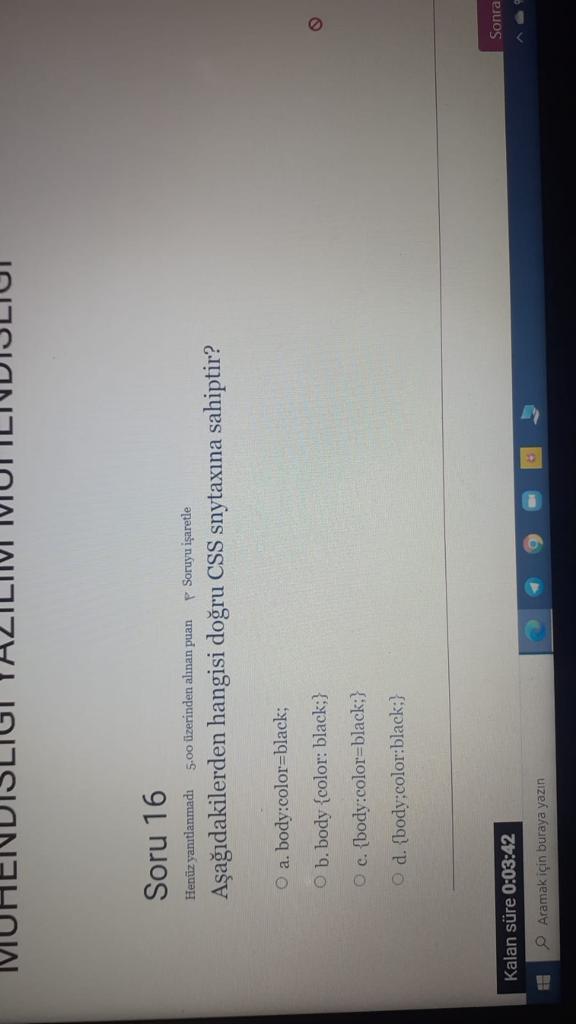 MÜHENDİSLİĞİ YAZILIM MÜHENDİSLİĞİ
Soru 16
Henüz yanıtlanmadı 5,00 üzerinden alınan puan Soruyu işaretle
Aşağıdakilerden hangisi doğru CSS snytaxına sahiptir?
a. body:color=black;
b. body {color: black;}
c. {body:color=black;}
d. {body;color:black;}
Sonra
Kalan süre 0:03:42
Aramak için buraya yazın